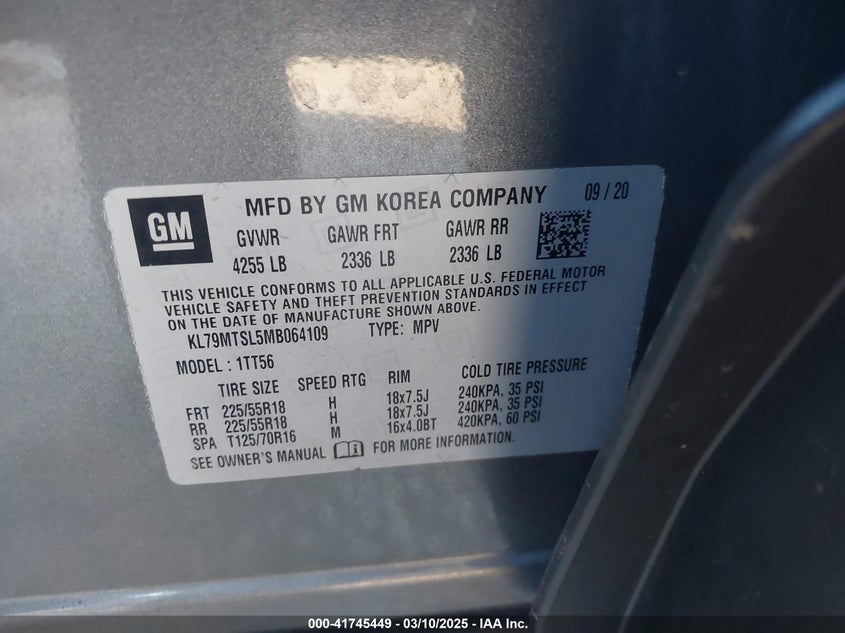 GM
MFD BY GM KOREA COMPANY 09 / 20
GVWR GAWR FRT GAWR RR
4255 LB 2336 LB 2336 LB
THIS VEHICLE CONFORMS TO ALL APPLICABLE U.S. FEDERAL MOTOR
VEHICLE SAFETY AND THEFT PREVENTION STANDARDS IN EFFECT
ON THE DATE OF MANUFACTURE SHOWN ABOVE.
KL79MTSL5MB064109 TYPE: MPV
MODEL : 1TT56
TIRE SIZE SPEED RTG RIM COLD TIRE PRESSURE
FRT 225/55R18 H 18x7.5J 240KPA, 35 PSI
RR 225/55R18 H 18x7.5J 240KPA, 35 PSI
SPA T125/70R16 M 16x4.0BT 420KPA, 60 PSI
SEE OWNER'S MANUAL FOR MORE INFORMATION.
000-41745449 — 03/10/2025 — IAA Inc.